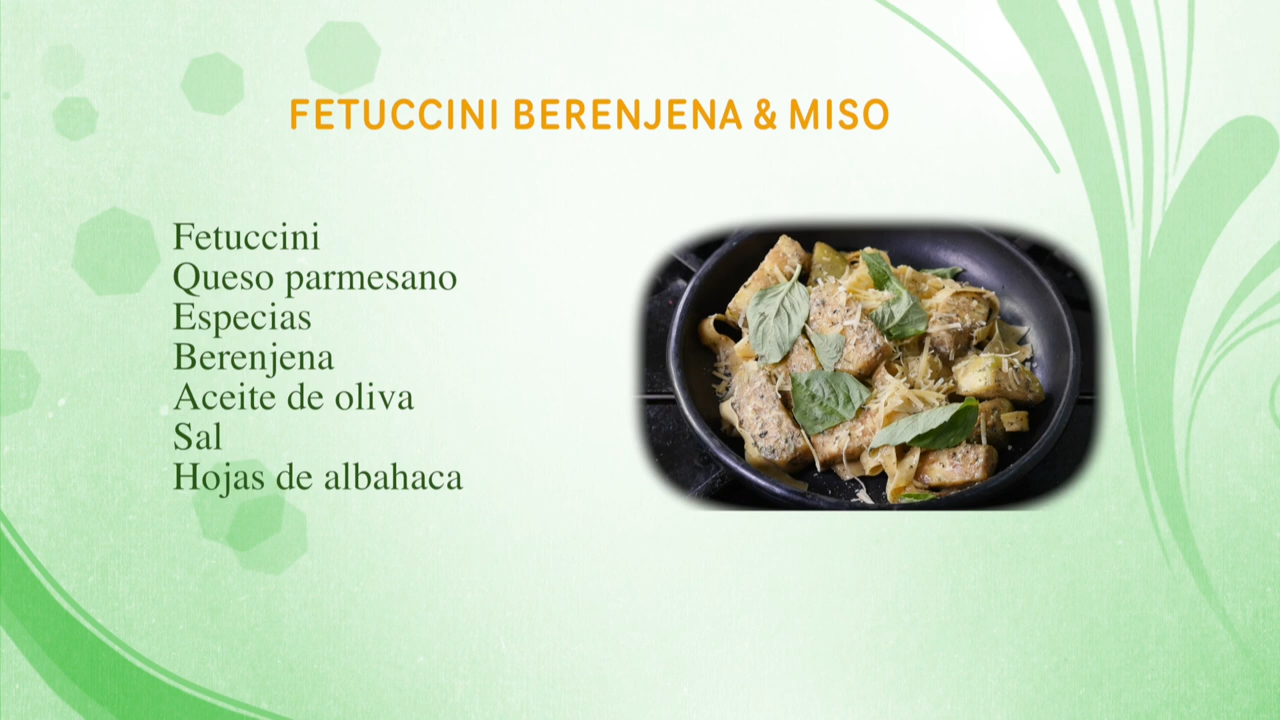 FETUCCINI BERENJENA & MISO
Fetuccini
Queso parmesano
Especias
Berenjena
Aceite de oliva
Sal
Hojas de albahaca